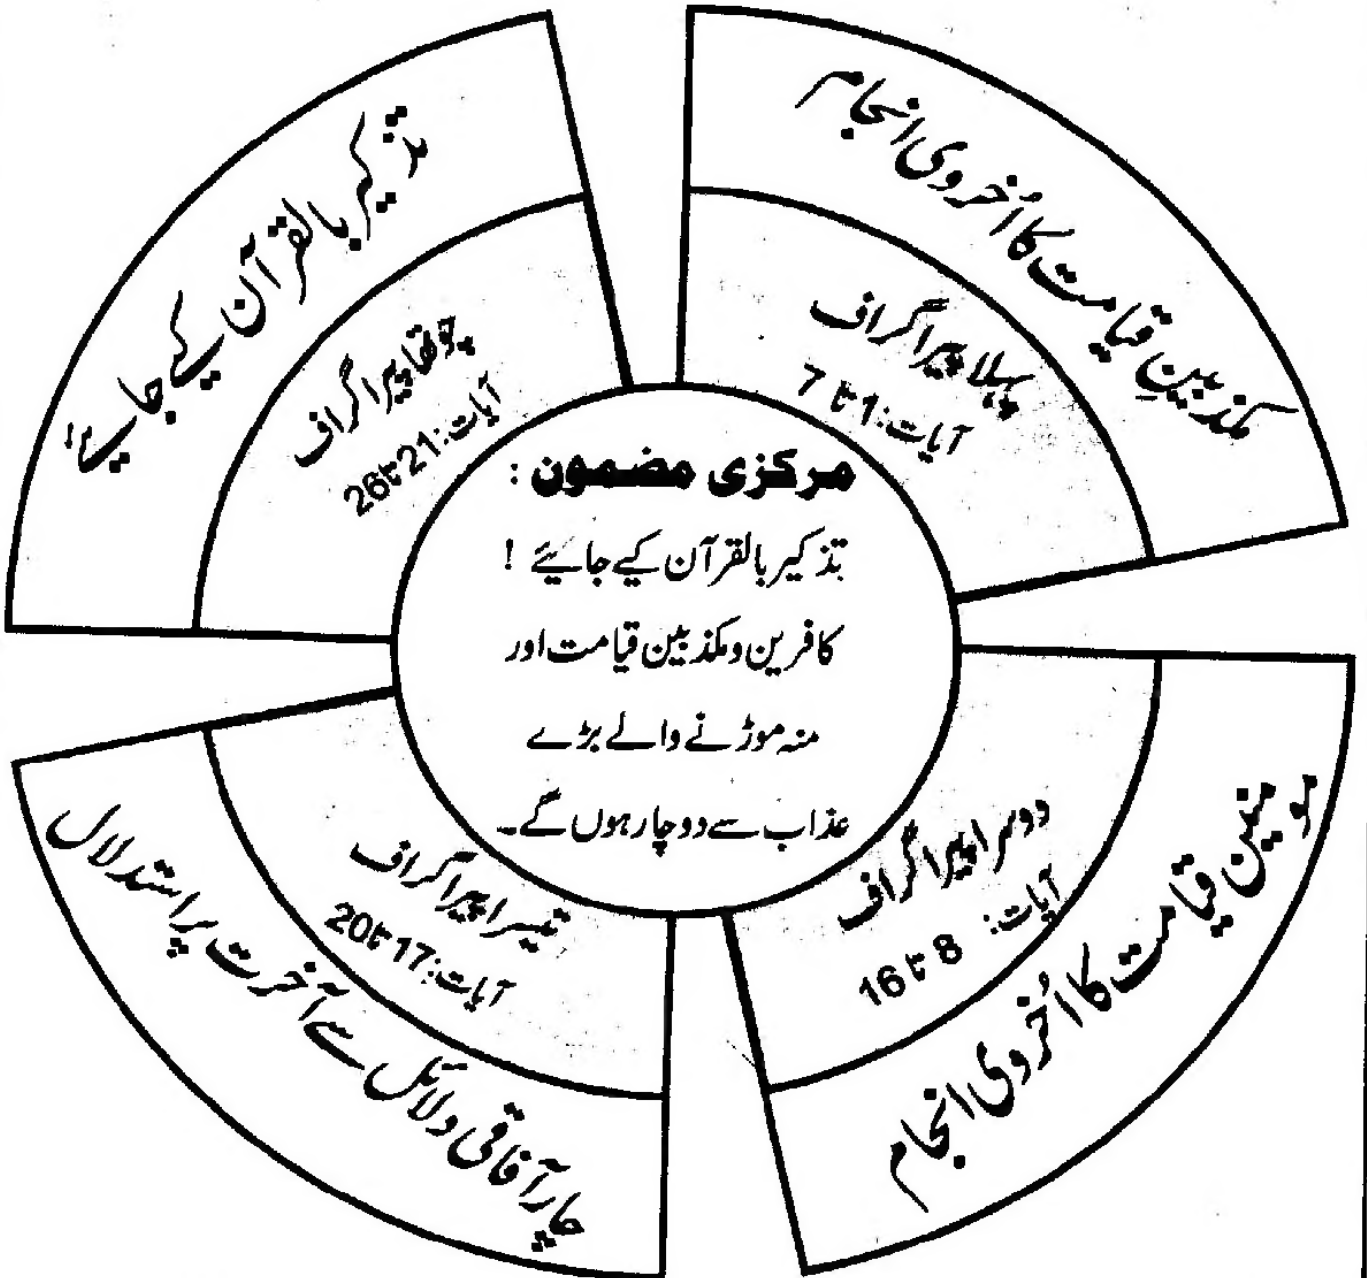 مکذبینِ قیامت کا اُخروی انجام
پہلا پیراگراف
آیات: 1 تا 7
مومنین قیامت کا اُخروی انجام
دوسرا پیراگراف
آیات: 8 تا 16
چار آفاقی دلائل سے آخرت پر استدلال
تیسرا پیراگراف
آیات: 17 تا 20
تذکیر بالقرآن کیے جایے!
چوتھا پیراگراف
آیات: 21 تا 26
مرکزی مضمون :
تذکیر بالقرآن کیے جائیے !
کافرین و مکذبین قیامت اور
منہ موڑنے والے بڑے
عذاب سے دوچار ہوں گے۔